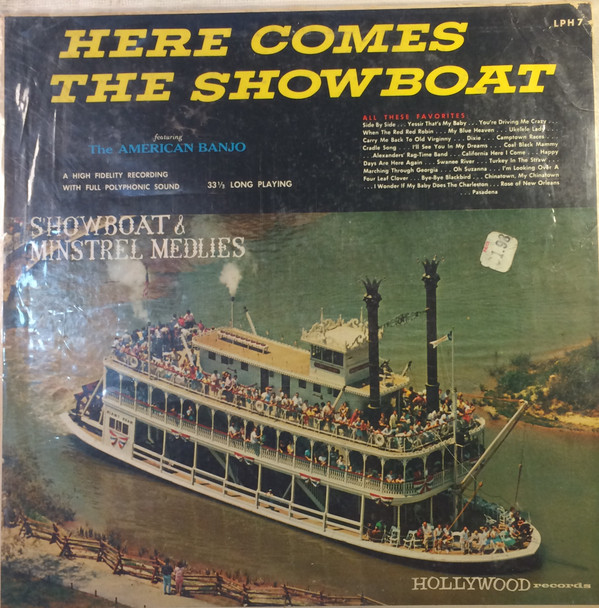 HERE COMES
THE SHOWBOAT
LPH 7
featuring
The AMERICAN BANJO
A HIGH FIDELITY RECORDING
WITH FULL POLYPHONIC SOUND
33⅓ LONG PLAYING
ALL THESE FAVORITES:
Side By Side . . . Yessir That's My Baby . . . You're Driving Me Crazy . . .
When The Red Red Robin . . . My Blue Heaven . . . Ukelele Lady . . .
Carry Me Back To Old Virginny . . . Dixie . . . Camptown Races . . .
Cradle Song . . . I'll See You In My Dreams . . . Coal Black Mammy
. . . Alexanders' Rag-Time Band . . . California Here I Come . . . Happy
Days Are Here Again . . . Swanee River . . . Turkey In The Straw . . .
Marching Through Georgia . . . Oh Susanna . . . I'm Looking Over A
Four Leaf Clover . . . Bye-Bye Blackbird . . . Chinatown, My Chinatown
. . . I Wonder If My Baby Does The Charleston . . . Rose of New Orleans
. . . Pasadena
SHOWBOAT &
MINSTREL MEDLIES
1.98
HOLLYWOOD records